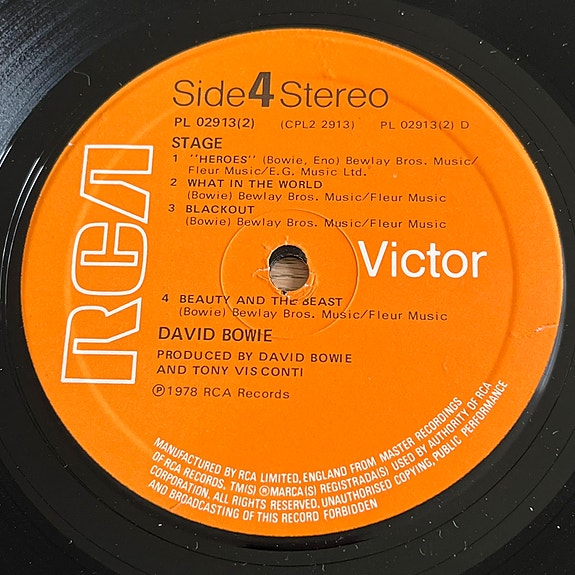 Side 4 Stereo
PL 02913(2) (CPL2 2913) PL 02913(2) D
STAGE
1 "HEROES" (Bowie, Eno) Bewlay Bros. Music/
Fleur Music/E.G. Music Ltd.
2 WHAT IN THE WORLD
(Bowie) Bewlay Bros. Music/Fleur Music
3 BLACKOUT
(Bowie) Bewlay Bros. Music/Fleur Music
RCA
Victor
4 BEAUTY AND THE BEAST
(Bowie) Bewlay Bros. Music/Fleur Music
DAVID BOWIE
PRODUCED BY DAVID BOWIE
AND TONY VISCONTI
Ⓟ1978 RCA Records
MANUFACTURED BY RCA LIMITED, ENGLAND FROM MASTER RECORDINGS
OF RCA RECORDS, TM(S) ® MARCA(S) REGISTRADA(S) USED BY AUTHORITY OF RCA
CORPORATION. ALL RIGHTS RESERVED. UNAUTHORISED COPYING, PUBLIC PERFORMANCE
AND BROADCASTING OF THIS RECORD FORBIDDEN